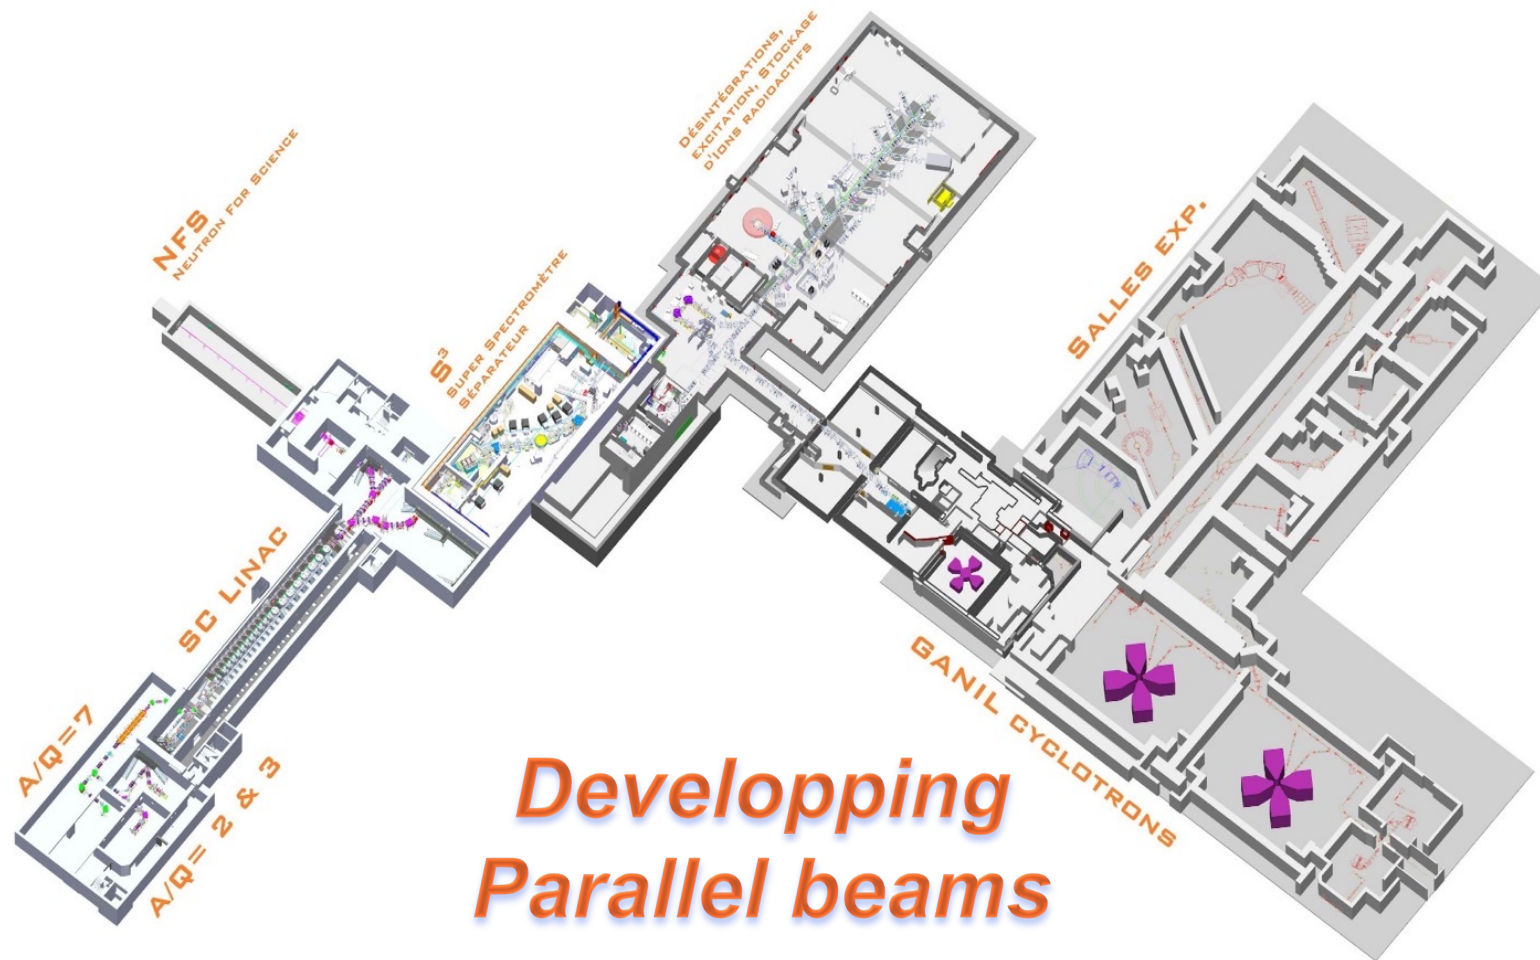 DÉSINTÉGRATIONS,
EXCITATION, STOCKAGE
D'IONS RADIOACTIFS
NFS
NEUTRON FOR SCIENCE
S³
SUPER SPECTROMÈTRE
SÉPARATEUR
SALLES EXP.
SC LINAC
GANIL CYCLOTRONS
A/Q=7
A/Q= 2 & 3
Developping
Parallel beams